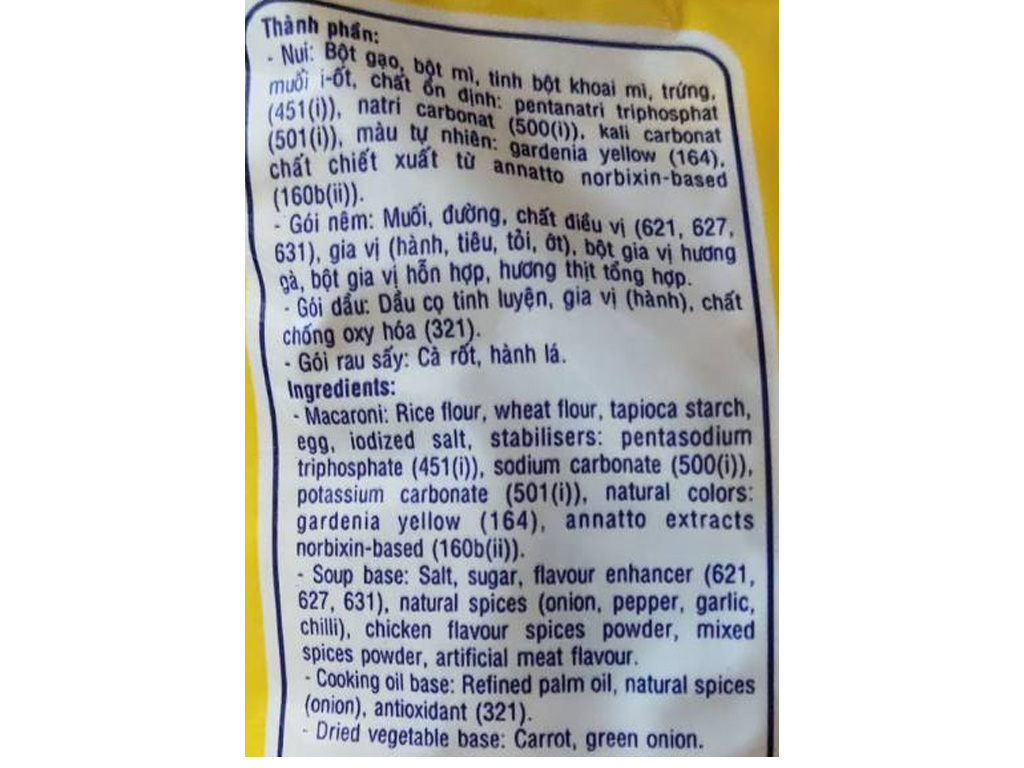 Thành phần:
- Nui: Bột gạo, bột mì, tinh bột khoai mì, trứng,
muối i-ốt, chất ổn định: pentanatri triphosphat
(451(i)), natri carbonat (500(i)), kali carbonat
(501(i)), màu tự nhiên: gardenia yellow (164),
chất chiết xuất từ annatto norbixin-based
(160b(ii)).
- Gói nêm: Muối, đường, chất điều vị (621, 627,
631), gia vị (hành, tiêu, tỏi, ớt), bột gia vị hương
gà, bột gia vị hỗn hợp, hương thịt tổng hợp.
- Gói dầu: Dầu cọ tinh luyện, gia vị (hành), chất
chống oxy hóa (321).
- Gói rau sấy: Cà rốt, hành lá.
Ingredients:
- Macaroni: Rice flour, wheat flour, tapioca starch,
egg, iodized salt, stabilisers: pentasodium
triphosphate (451(i)), sodium carbonate (500(i)),
potassium carbonate (501(i)), natural colors:
gardenia yellow (164), annatto extracts
norbixin-based (160b(ii)).
- Soup base: Salt, sugar, flavour enhancer (621,
627, 631), natural spices (onion, pepper, garlic,
chilli), chicken flavour spices powder, mixed
spices powder, artificial meat flavour.
- Cooking oil base: Refined palm oil, natural spices
(onion), antioxidant (321).
- Dried vegetable base: Carrot, green onion.